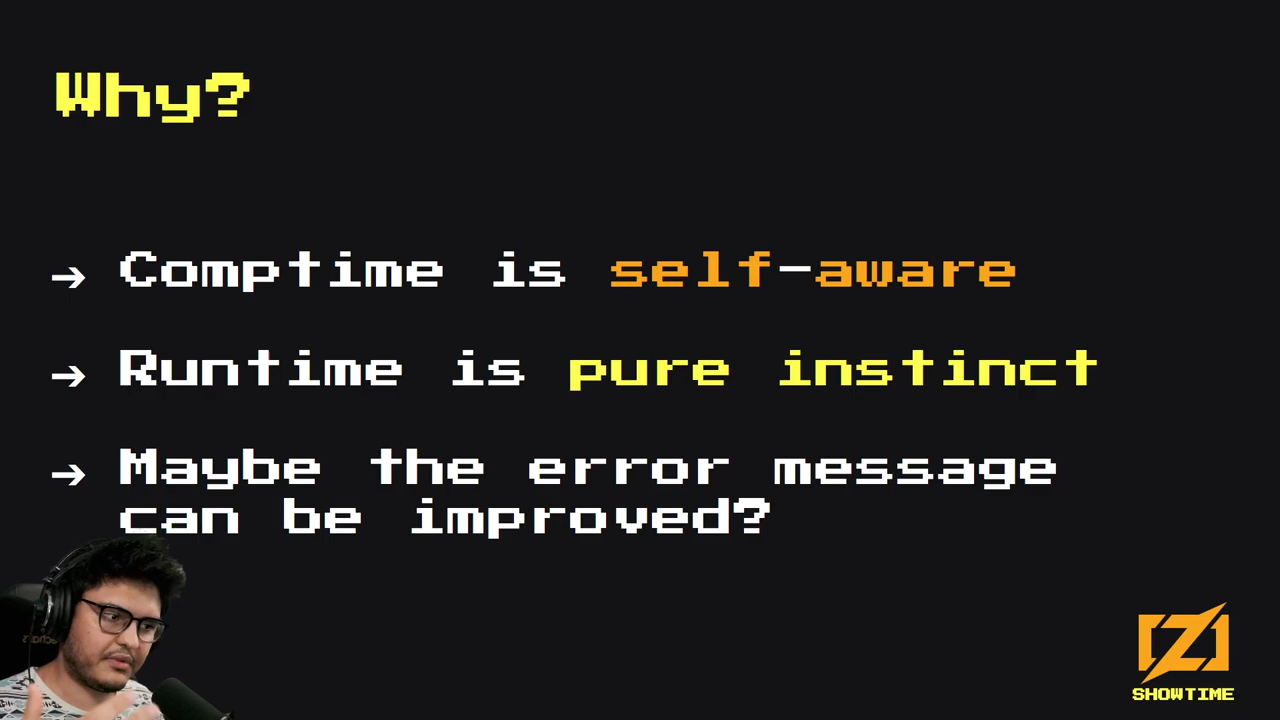 Why?
→ Comptime is self-aware
→ Runtime is pure instinct
→ Maybe the error message
can be improved?
SHOWTIME